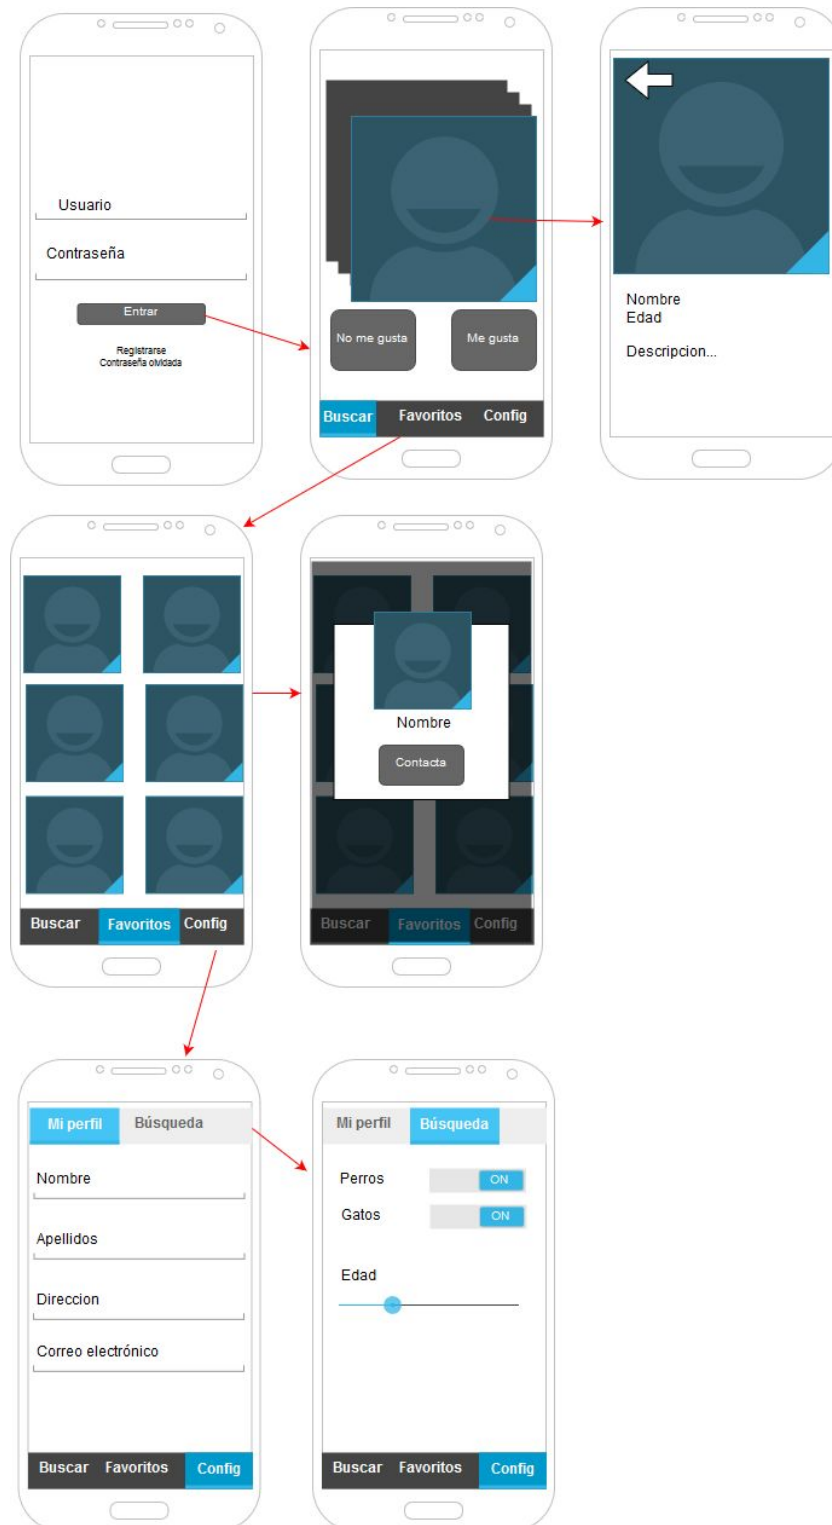 Usuario
Contraseña
Entrar
Registrarse
Contraseña olvidada
No me gusta
Me gusta
Buscar Favoritos Config
Nombre
Edad
Descripcion...
Buscar Favoritos Config
Nombre
Contacta
Buscar Favoritos Config
Mi perfil Búsqueda
Nombre
Apellidos
Direccion
Correo electrónico
Buscar Favoritos Config
Mi perfil Búsqueda
Perros ON
Gatos ON
Edad
Buscar Favoritos Config